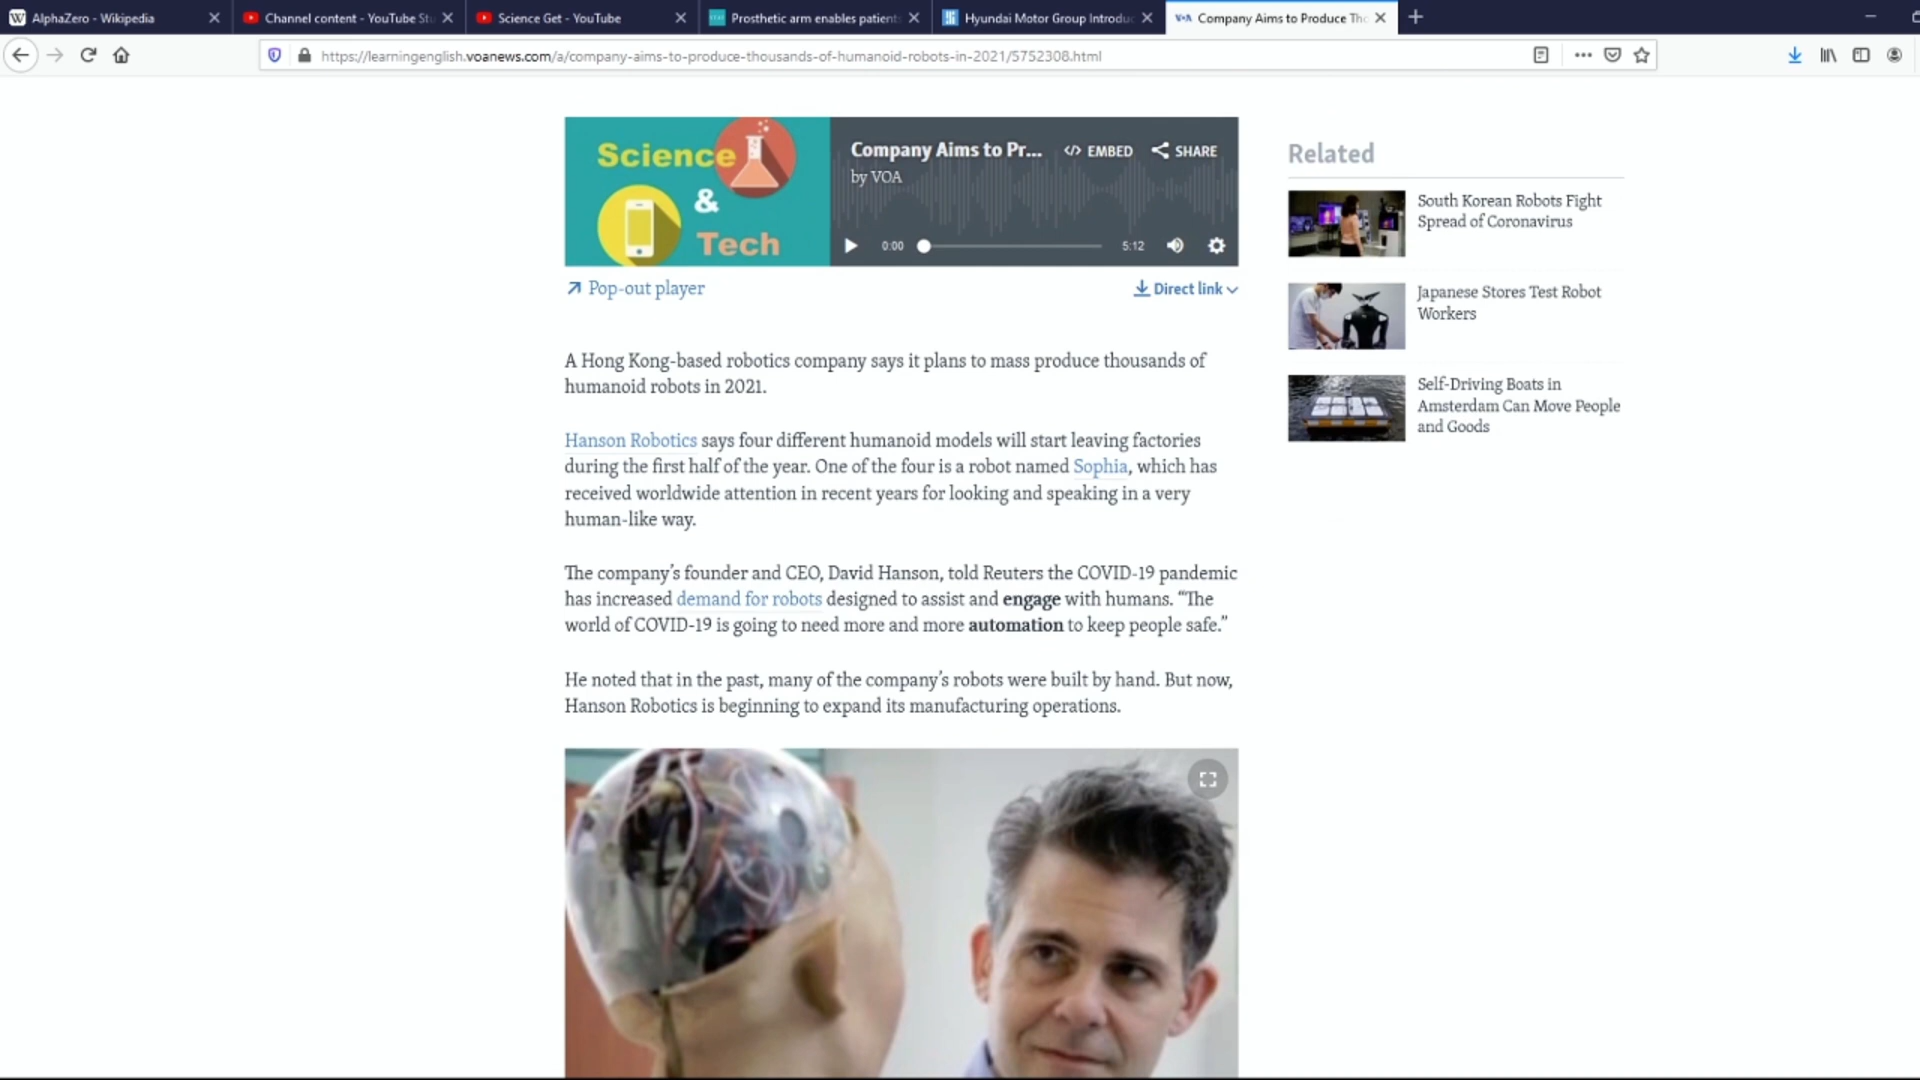 AlphaZero - Wikipedia
Channel content - YouTube Stu
Science Get - YouTube
Prosthetic arm enables patient
Hyundai Motor Group Introduc
Company Aims to Produce Tho
https://learningenglish.voanews.com/a/company-aims-to-produce-thousands-of-humanoid-robots-in-2021/5752308.html
Science
&
Tech
Company Aims to Pr...
EMBED
SHARE
by VOA
0:00
5:12
Pop-out player
Direct link
A Hong Kong-based robotics company says it plans to mass produce thousands of
humanoid robots in 2021.
Hanson Robotics says four different humanoid models will start leaving factories
during the first half of the year. One of the four is a robot named Sophia, which has
received worldwide attention in recent years for looking and speaking in a very
human-like way.
The company’s founder and CEO, David Hanson, told Reuters the COVID-19 pandemic
has increased demand for robots designed to assist and engage with humans. “The
world of COVID-19 is going to need more and more automation to keep people safe.”
He noted that in the past, many of the company’s robots were built by hand. But now,
Hanson Robotics is beginning to expand its manufacturing operations.
Related
South Korean Robots Fight
Spread of Coronavirus
Japanese Stores Test Robot
Workers
Self-Driving Boats in
Amsterdam Can Move People
and Goods